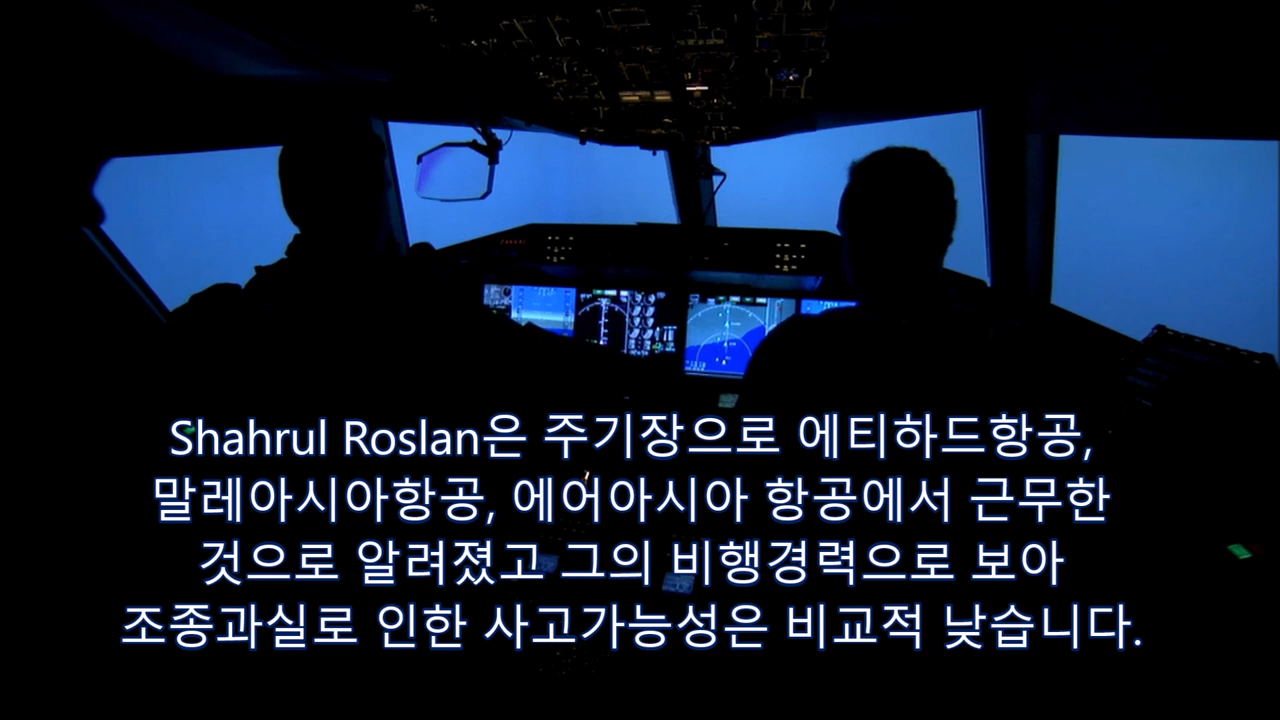 Shahrul Roslan은 주기장으로 에티하드항공,
말레아시아항공, 에어아시아 항공에서 근무한
것으로 알려졌고 그의 비행경력으로 보아
조종과실로 인한 사고가능성은 비교적 낮습니다.